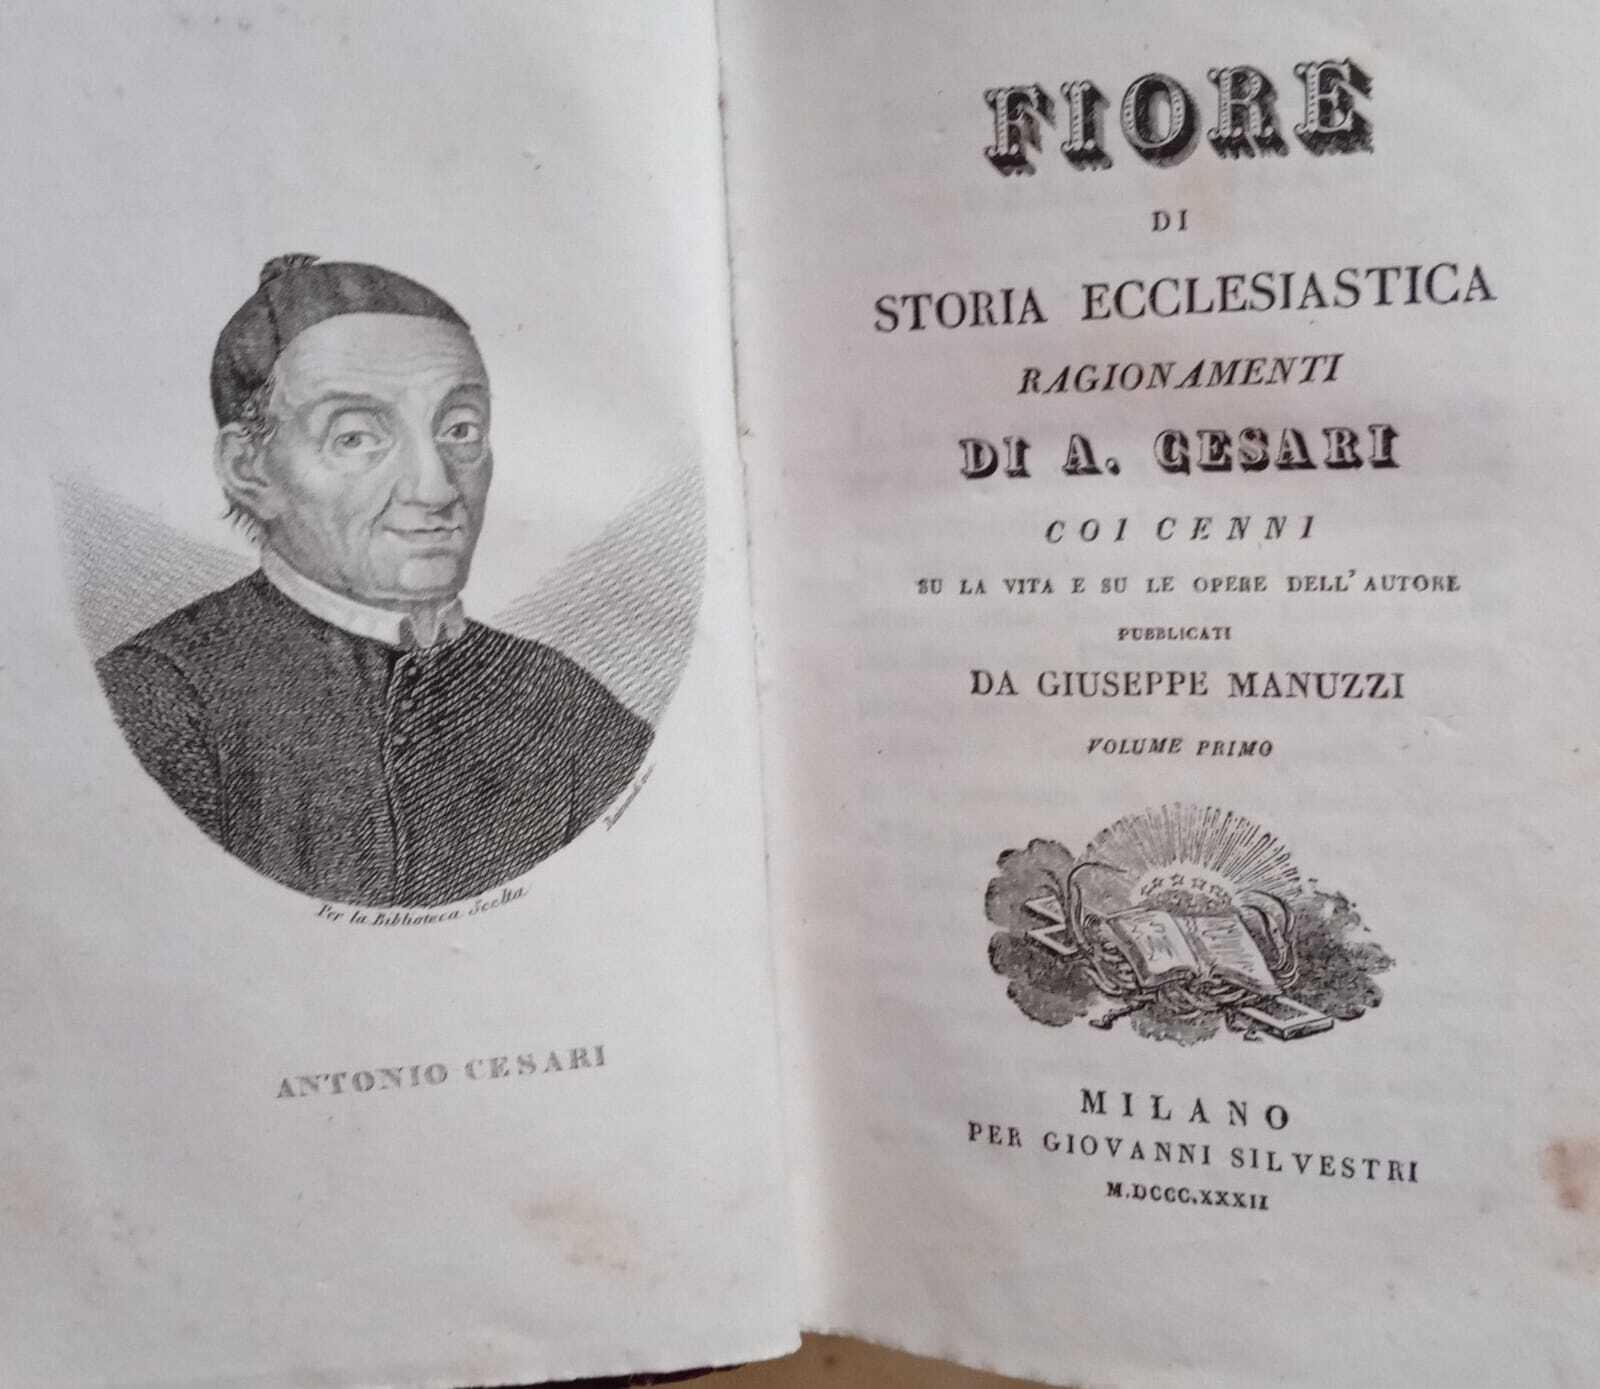 Per la Biblioteca Scelta
ANTONIO CESARI
FIORE
DI
STORIA ECCLESIASTICA
RAGIONAMENTI
DI A. CESARI
COI CENNI
SU LA VITA E SU LE OPERE DELL'AUTORE
PUBBLICATI
DA GIUSEPPE MANUZZI
VOLUME PRIMO
MILANO
PER GIOVANNI SILVESTRI
M.DCCC.XXXII